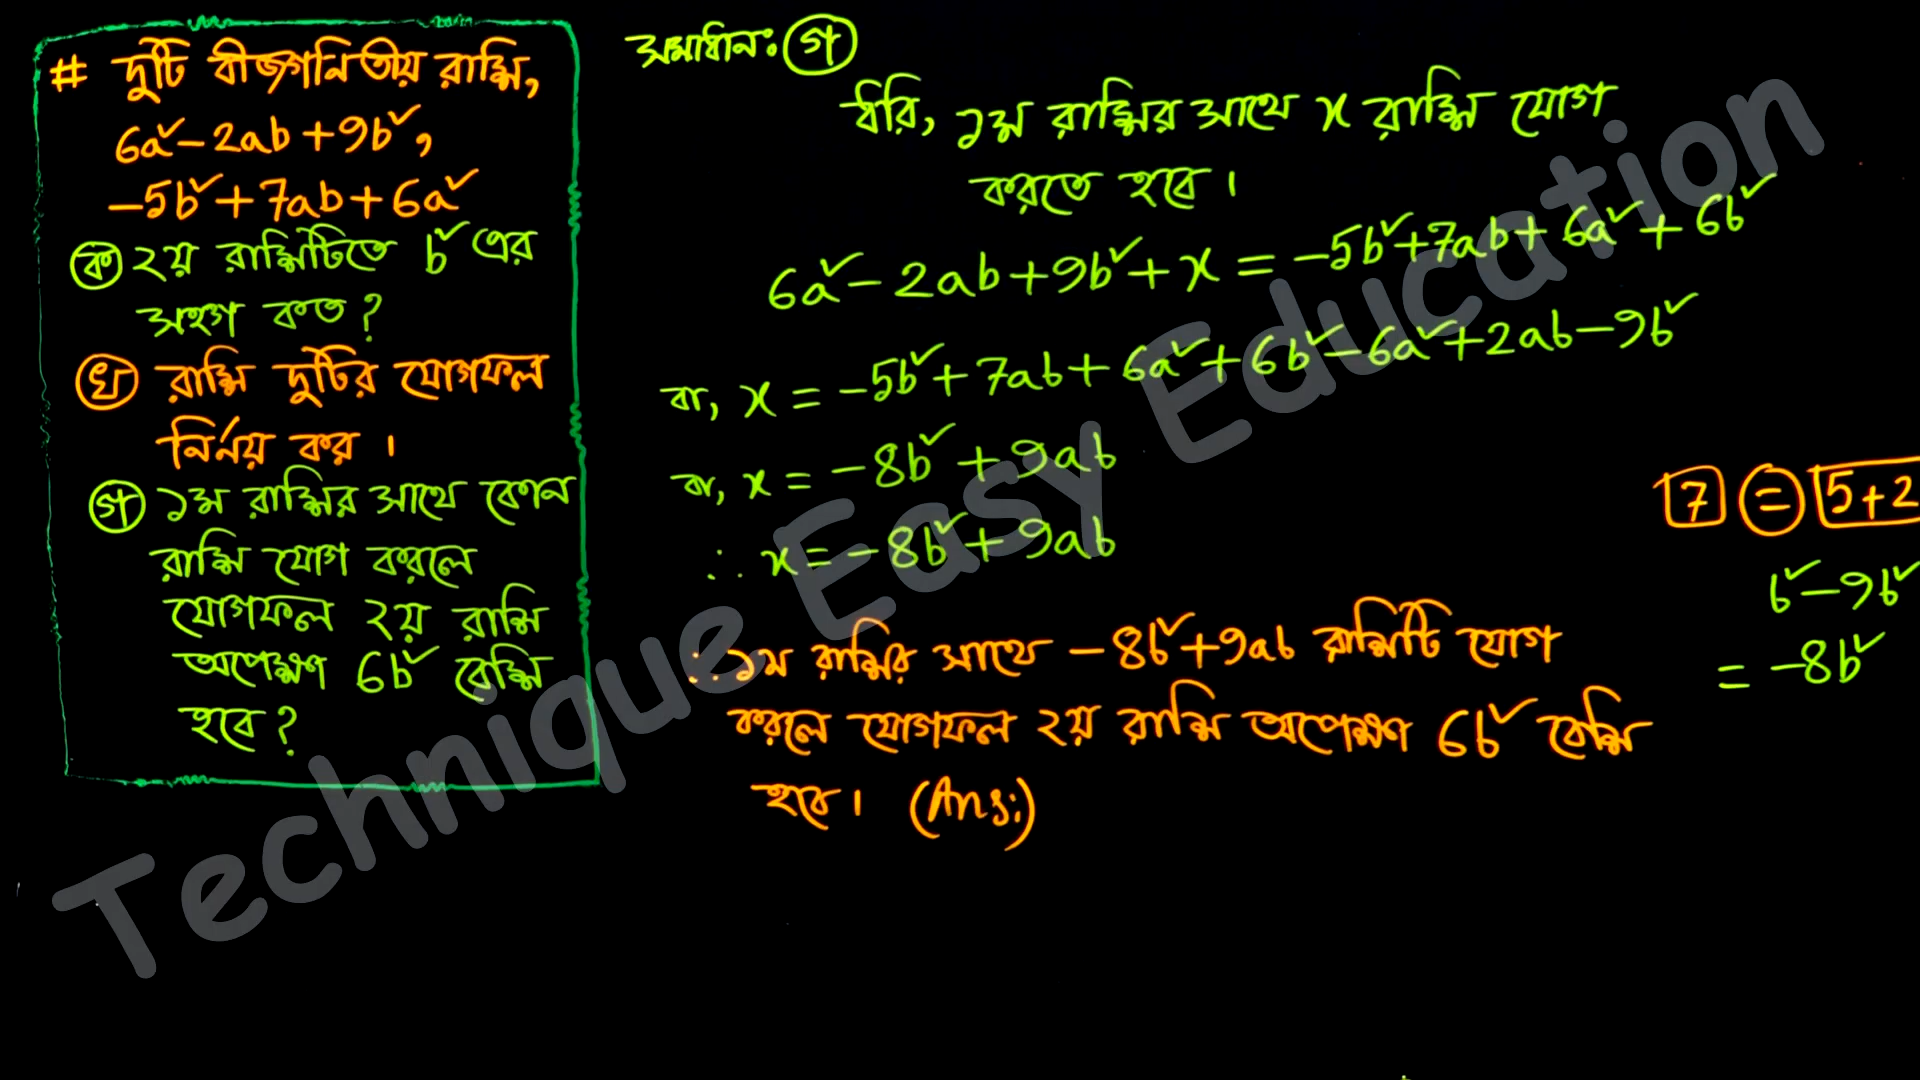 # দুটি বীজগনিতীয় রাশি,
6a² - 2ab + 9b²,
-5b² + 7ab + 6a²
ক ২য় রাশিটিতে b² এর
সহগ কত?
খ রাশি দুটির যোগফল
নির্নয় কর।
গ ১ম রাশির সাথে কোন
রাশি যোগ করলে
যোগফল ২য় রাশি
অপেক্ষা 6b² বেশি
হবে?
সমাধান: গ
ধরি, ১ম রাশির সাথে x রাশি যোগ
করতে হবে।
6a² - 2ab + 9b² + x = -5b² + 7ab + 6a² + 6b²
বা, x = -5b² + 7ab + 6a² + 6b² - 6a² + 2ab - 9b²
বা, x = -8b² + 9ab
∴ x = -8b² + 9ab
∴ ১ম রাশির সাথে -8b² + 9ab রাশিটি যোগ
করলে যোগফল ২য় রাশি অপেক্ষা 6b² বেশি
হবে। (Ans:)
7 = 5+2
b² - 9b²
= -8b²
Technique Easy Education